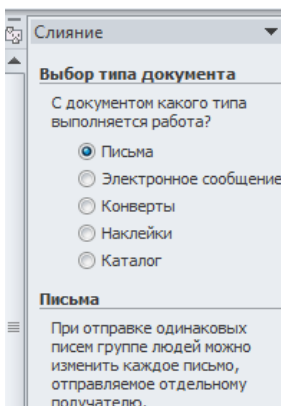 Слияние
Выбор типа документа
С документом какого типа
выполняется работа?
Письма
Электронное сообщение
Конверты
Наклейки
Каталог
Письма
При отправке одинаковых
писем группе людей можно
изменить каждое письмо,
отправляемое отдельному
получателю.